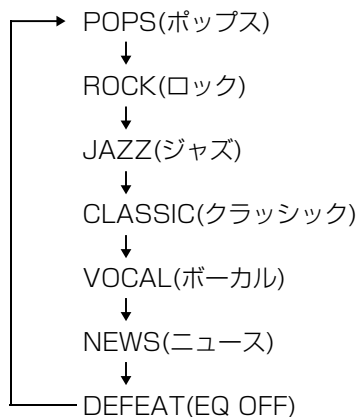 POPS(ポップス)
ROCK(ロック)
JAZZ(ジャズ)
CLASSIC(クラッシック)
VOCAL(ボーカル)
NEWS(ニュース)
DEFEAT(EQ OFF)